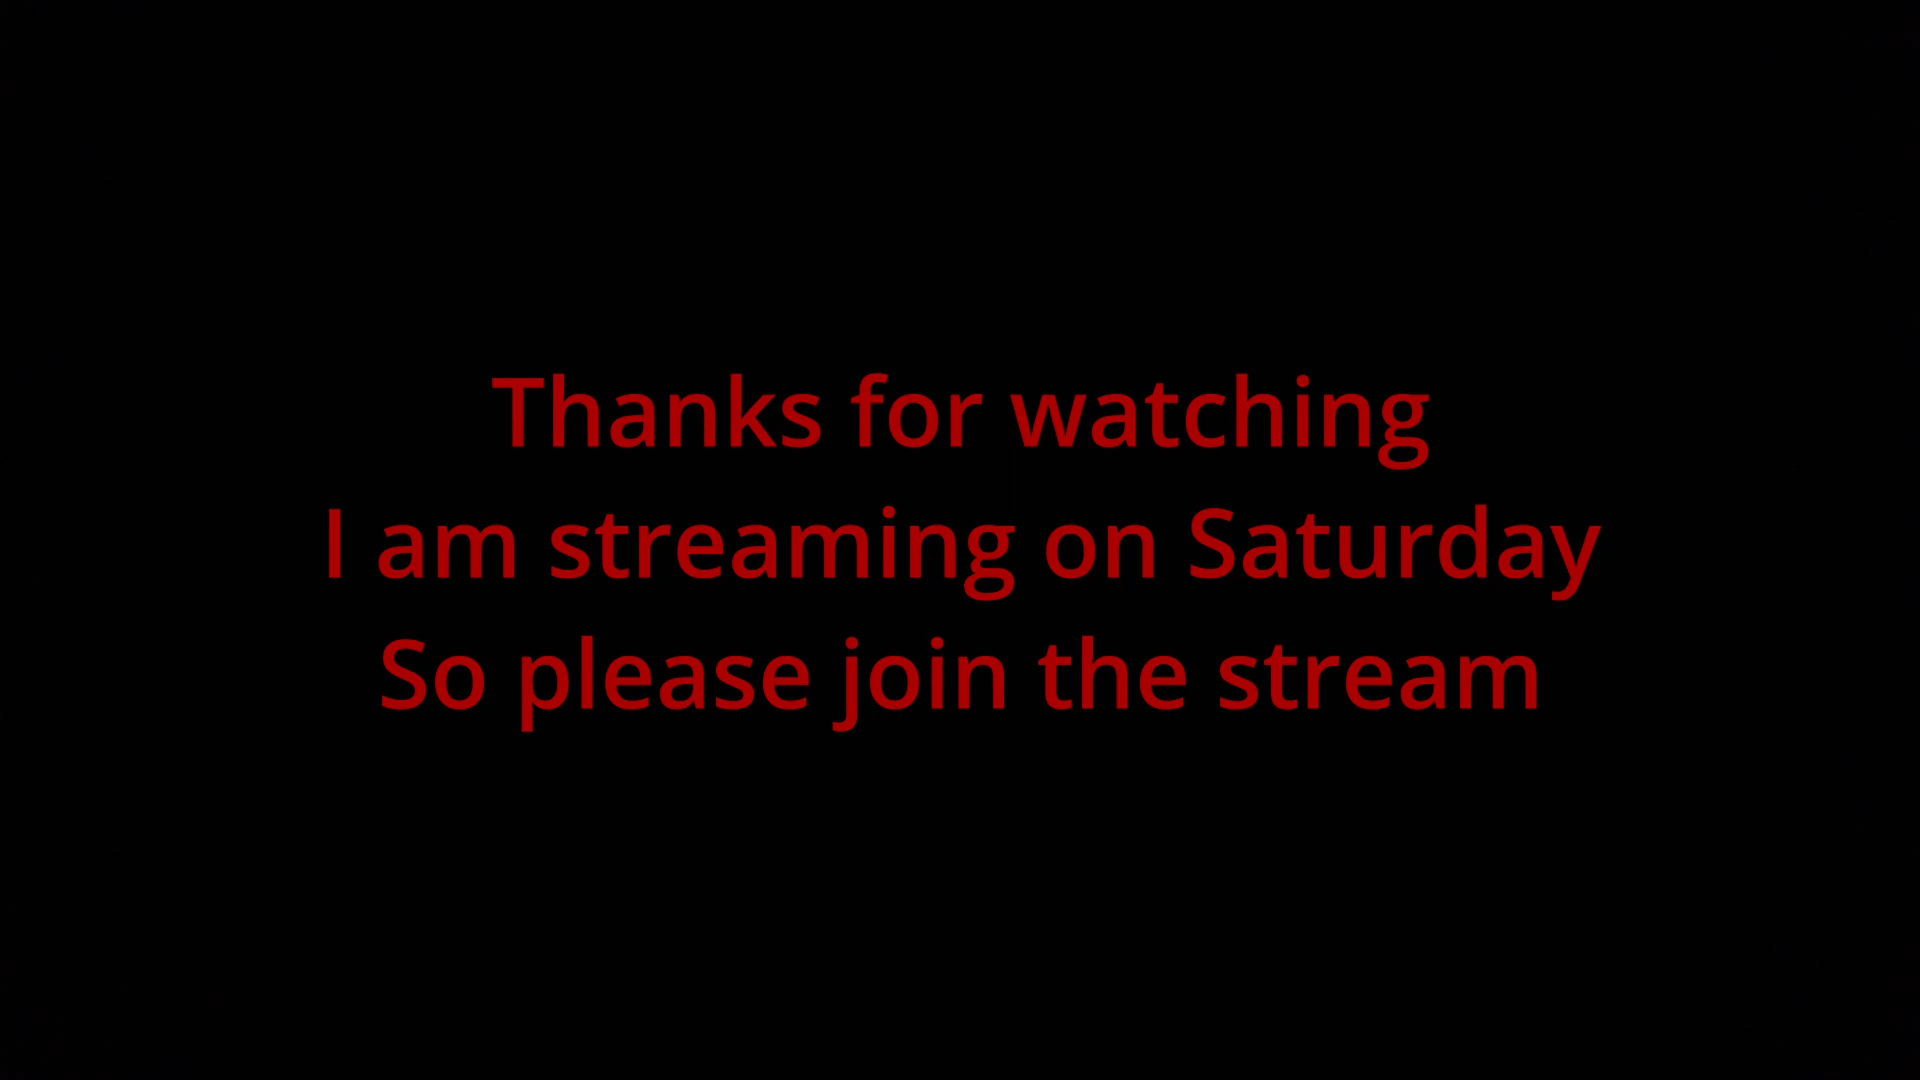 Thanks for watching
I am streaming on Saturday
So please join the stream